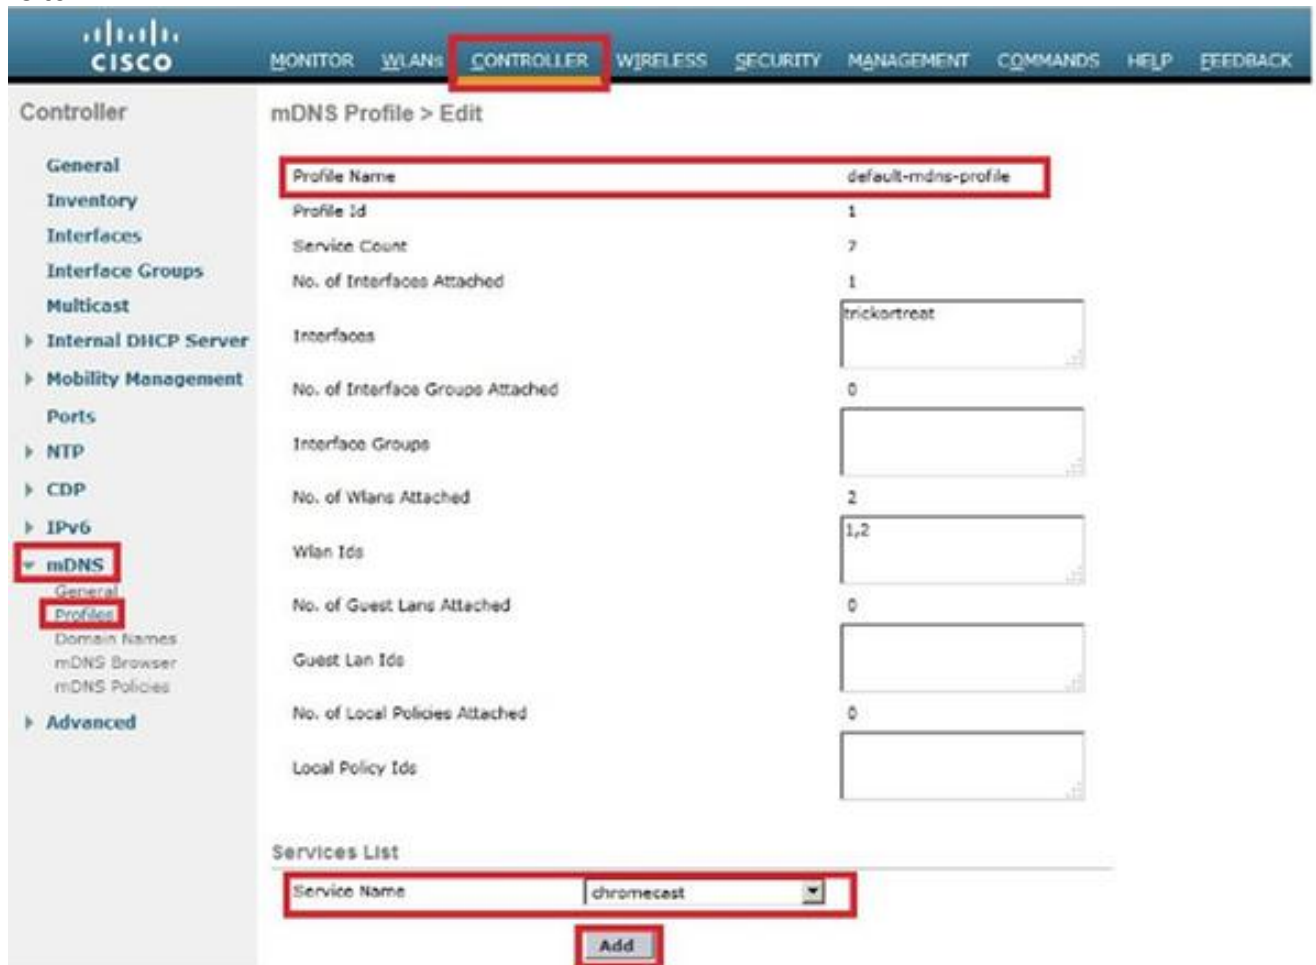 CISCO
MONITOR WLANs CONTROLLER WIRELESS SECURITY MANAGEMENT COMMANDS HELP FEEDBACK
Controller
General
Inventory
Interfaces
Interface Groups
Multicast
Internal DHCP Server
Mobility Management
Ports
NTP
CDP
IPv6
mDNS
General
Profiles
Domain Names
mDNS Browser
mDNS Policies
Advanced
mDNS Profile > Edit
Profile Name default-mdns-profile
Profile Id 1
Service Count 7
No. of Interfaces Attached 1
Interfaces trickortreat
No. of Interface Groups Attached 0
Interface Groups
No. of Wlans Attached 2
Wlan Ids 1,2
No. of Guest Lans Attached 0
Guest Lan Ids
No. of Local Policies Attached 0
Local Policy Ids
Services List
Service Name chromecast
Add